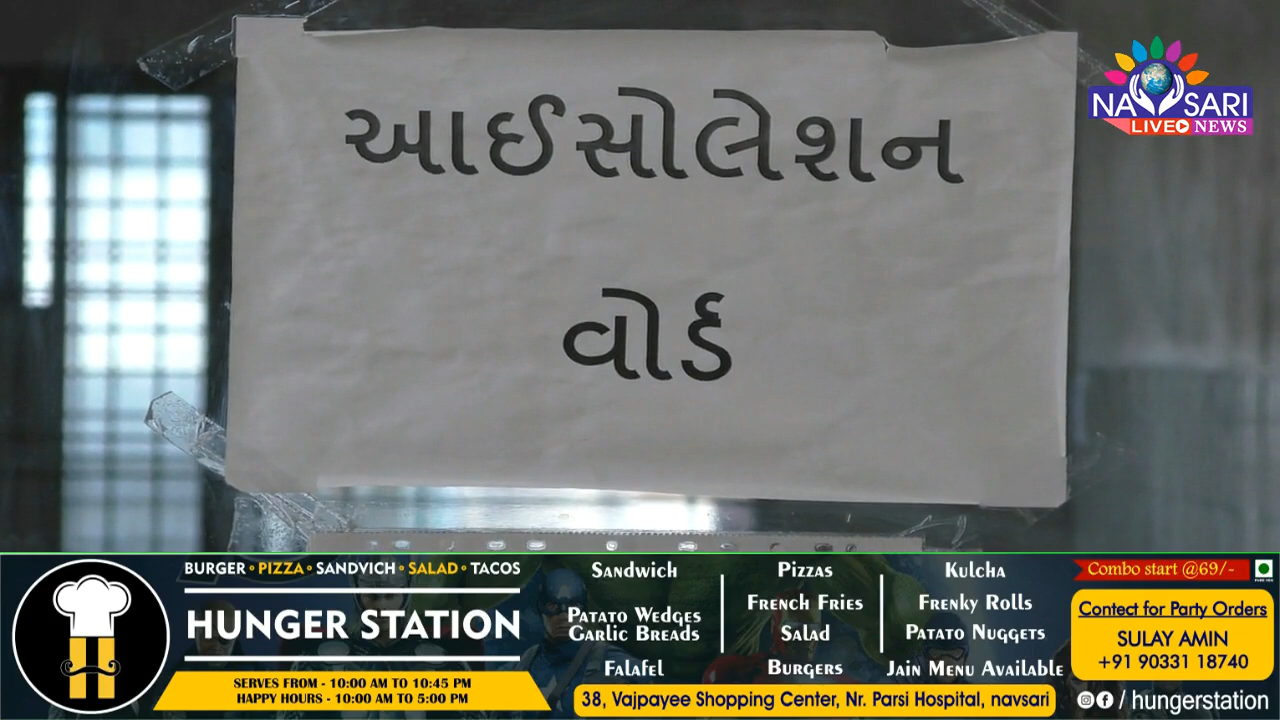 આઈસોલેશન
વોર્ડ
NAVSARI
LIVE NEWS
BURGER • PIZZA • SANDVICH • SALAD • TACOS
HUNGER STATION
SERVES FROM - 10:00 AM TO 10:45 PM
HAPPY HOURS - 10:00 AM TO 5:00 PM
Sandwich
Patato Wedges
Garlic Breads
Falafel
Pizzas
French Fries
Salad
Burgers
Kulcha
Frenky Rolls
Patato Nuggets
Jain Menu Available
38, Vajpayee Shopping Center, Nr. Parsi Hospital, navsari
Combo start @69/-
Contect for Party Orders
SULAY AMIN
+91 90331 18740
/ hungerstation